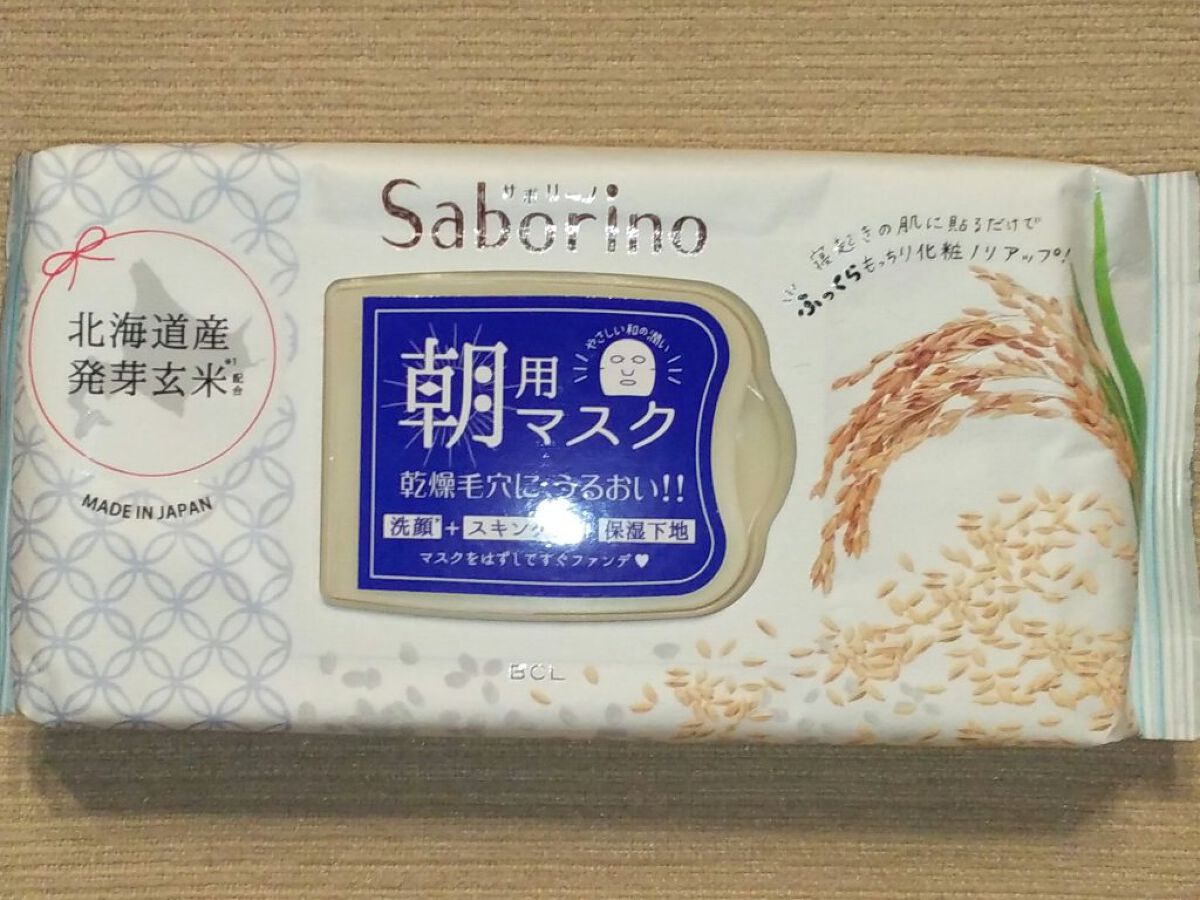 サボリーノ
Saborino
寝起きの肌に貼るだけで
ふっくらもっちり化粧ノリアップ!
北海道産
発芽玄米*1配合
MADE IN JAPAN
やさしい和の潤い
朝用マスク
乾燥毛穴に うるおい!!
洗顔* + スキンケ 保湿下地
マスクをはずしてすぐファンデ♥
BCL